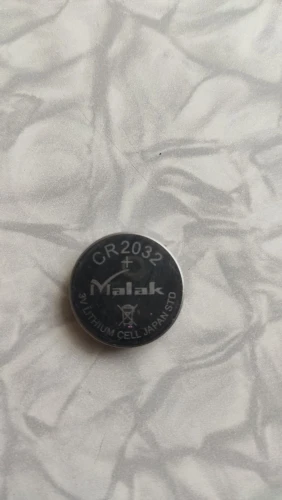 CR2032
+
Malak
3V LITHIUM CELL JAPAN STD